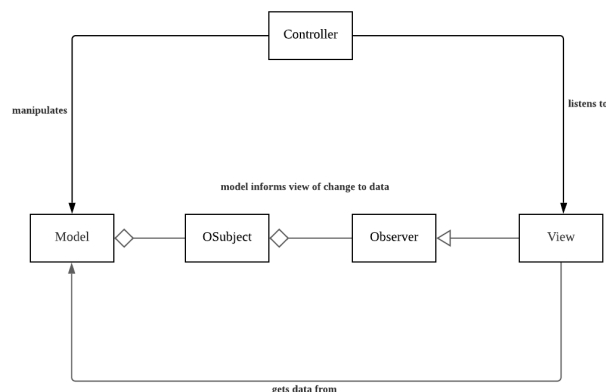 Controller
manipulates
listens to
model informs view of change to data
Model
OSubject
Observer
View
gets data from